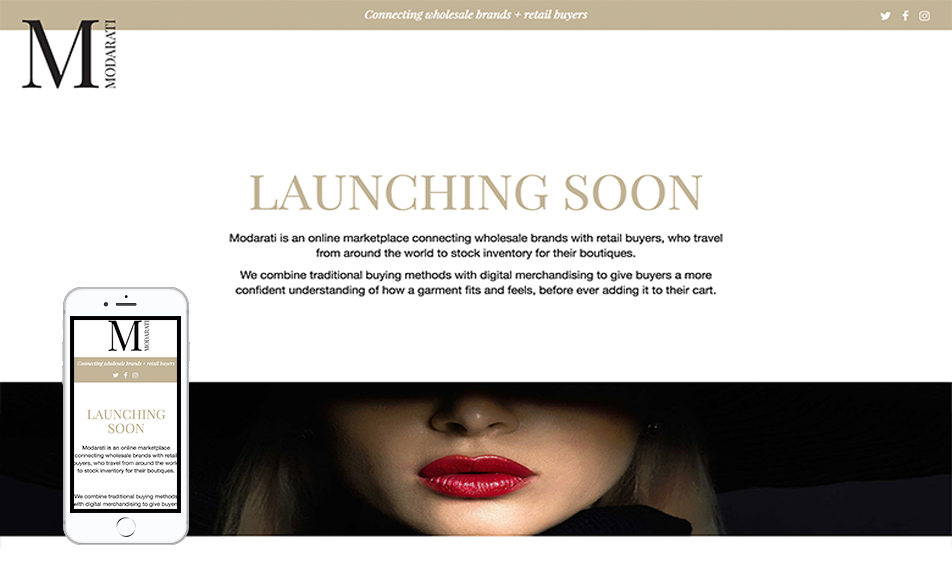 Connecting wholesale brands + retail buyers
M
MODARATI
LAUNCHING SOON
Modarati is an online marketplace connecting wholesale brands with retail buyers, who travel
from around the world to stock inventory for their boutiques.
We combine traditional buying methods with digital merchandising to give buyers a more
confident understanding of how a garment fits and feels, before ever adding it to their cart.
M
MODARATI
Connecting wholesale brands + retail buyers
LAUNCHING
SOON
Modarati is an online marketplace
connecting wholesale brands with retail
buyers, who travel from around the world
to stock inventory for their boutiques.
We combine traditional buying methods
with digital merchandising to give buyers